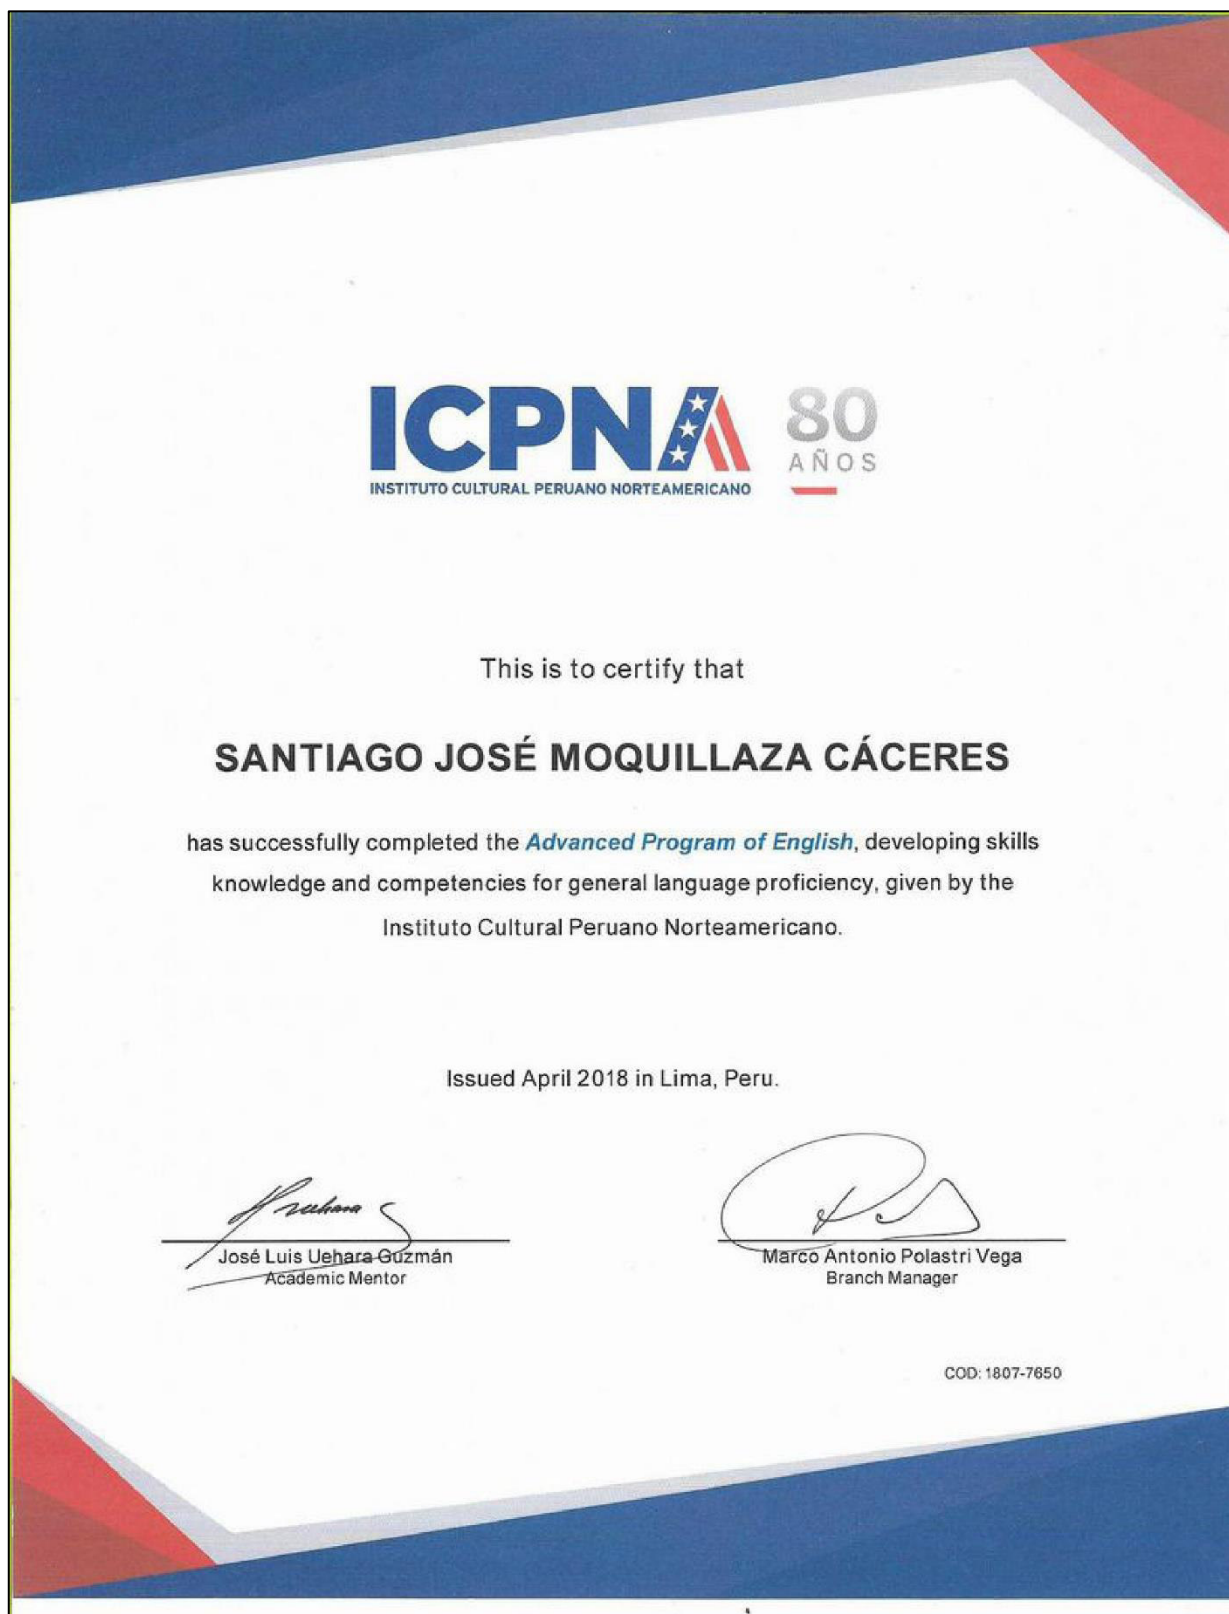 ICPNA
80
AÑOS
INSTITUTO CULTURAL PERUANO NORTEAMERICANO
This is to certify that
SANTIAGO JOSÉ MOQUILLAZA CÁCERES
has successfully completed the Advanced Program of English, developing skills
knowledge and competencies for general language proficiency, given by the
Instituto Cultural Peruano Norteamericano.
Issued April 2018 in Lima, Peru.
José Luis Uehara Guzmán
Academic Mentor
Marco Antonio Polastri Vega
Branch Manager
COD: 1807-7650